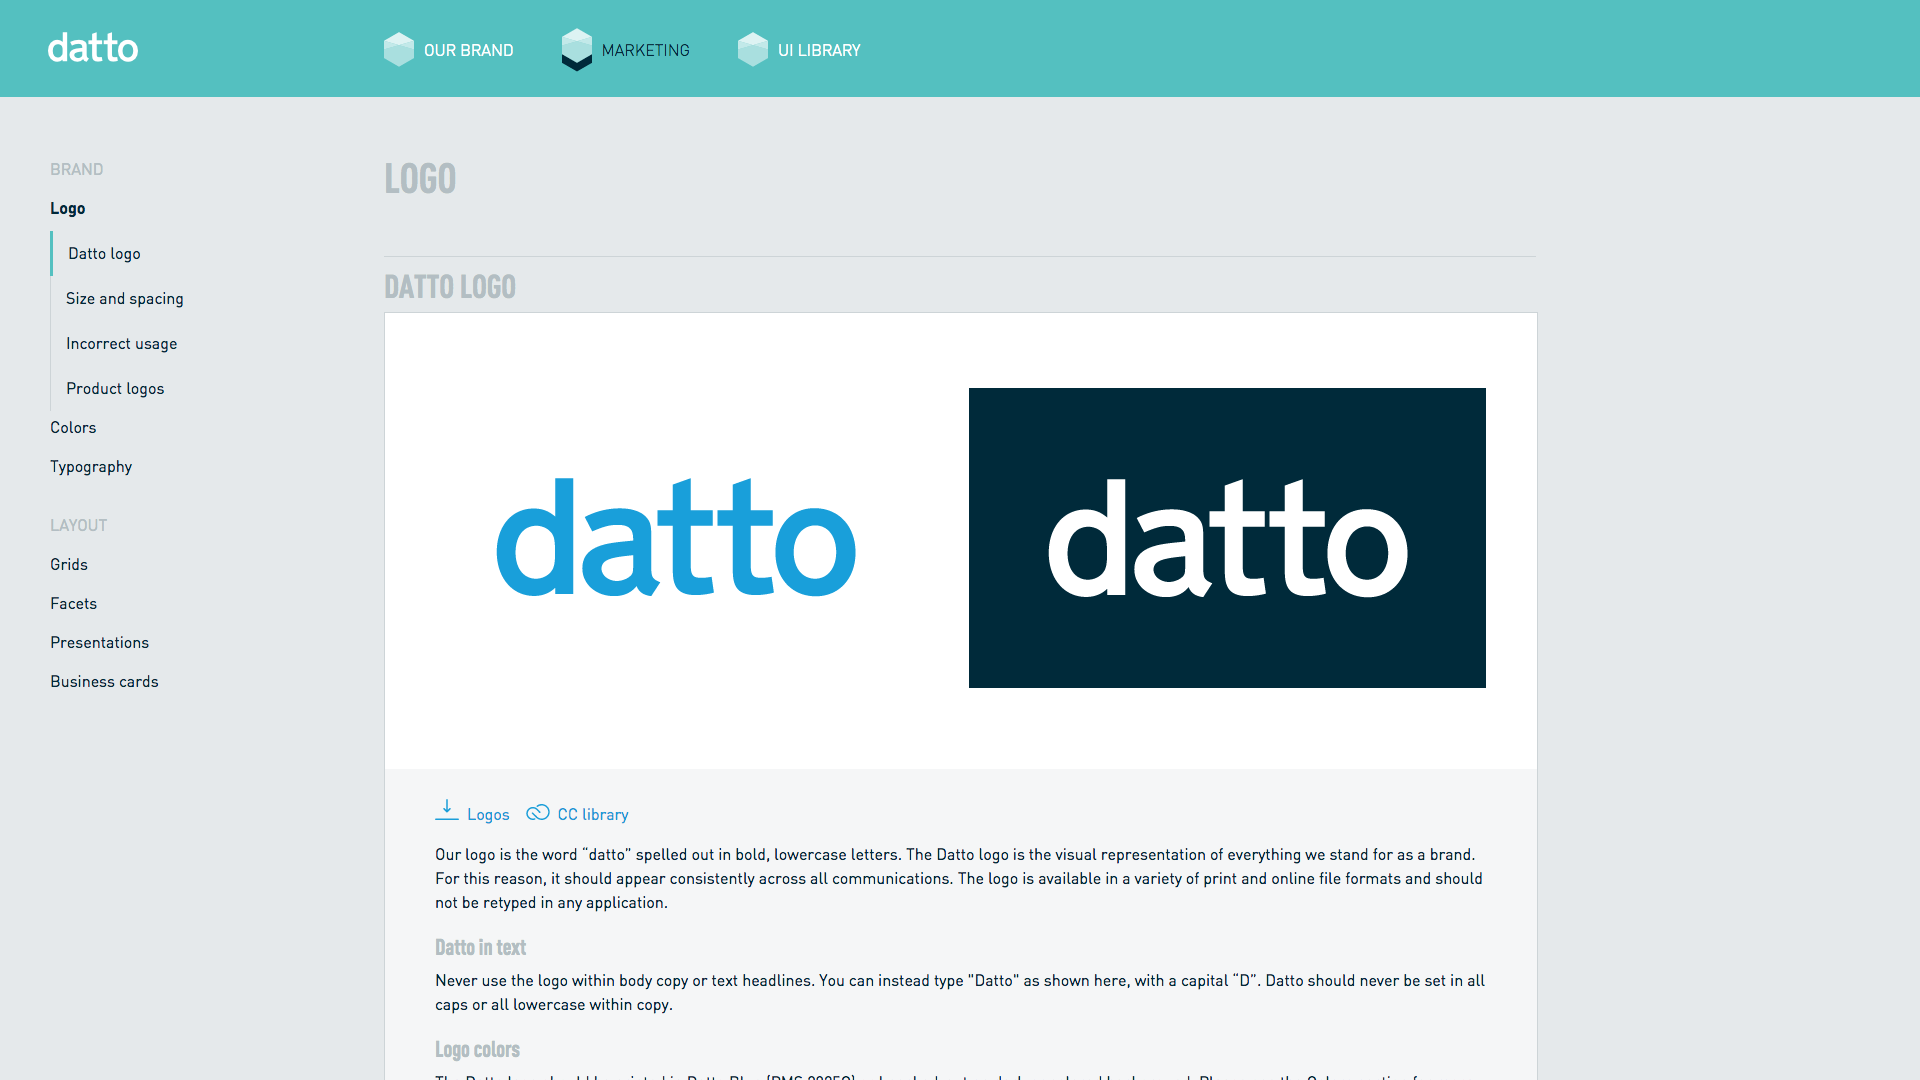 datto
OUR BRAND
MARKETING
UI LIBRARY
BRAND
Logo
Datto logo
Size and spacing
Incorrect usage
Product logos
Colors
Typography
LAYOUT
Grids
Facets
Presentations
Business cards
LOGO
DATTO LOGO
datto
datto
Logos
CC library
Our logo is the word “datto” spelled out in bold, lowercase letters. The Datto logo is the visual representation of everything we stand for as a brand.
For this reason, it should appear consistently across all communications. The logo is available in a variety of print and online file formats and should
not be retyped in any application.
Datto in text
Never use the logo within body copy or text headlines. You can instead type "Datto" as shown here, with a capital “D”. Datto should never be set in all
caps or all lowercase within copy.
Logo colors